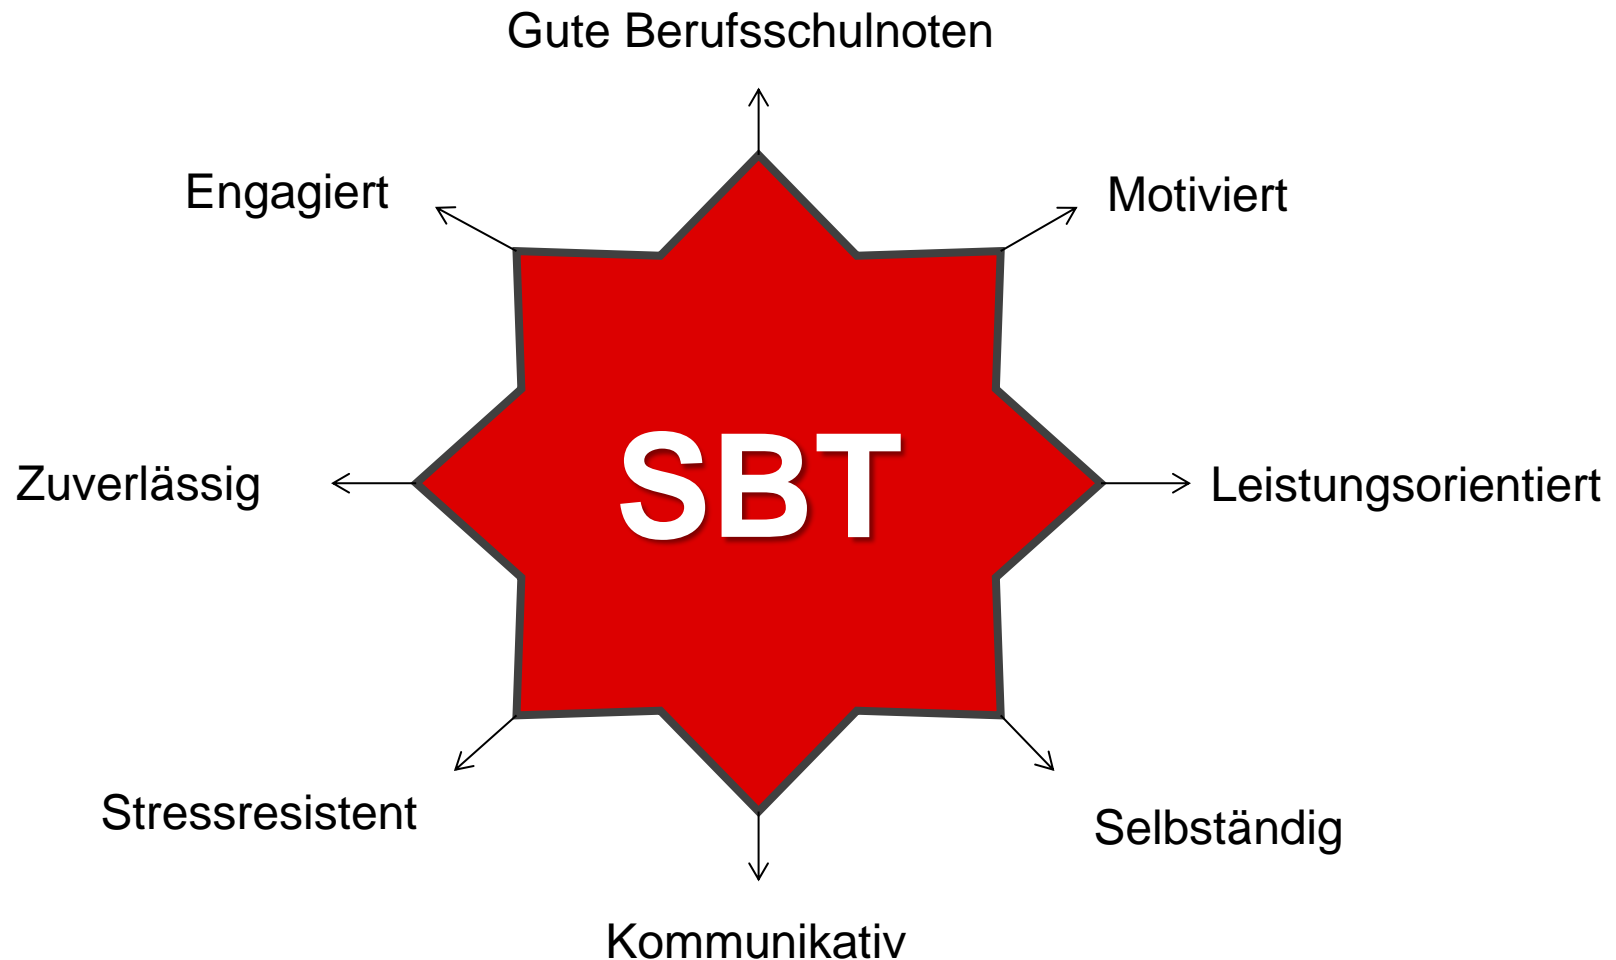 Gute Berufsschulnoten
Engagiert
Motiviert
Zuverlässig
SBT
Leistungsorientiert
Stressresistent
Selbständig
Kommunikativ